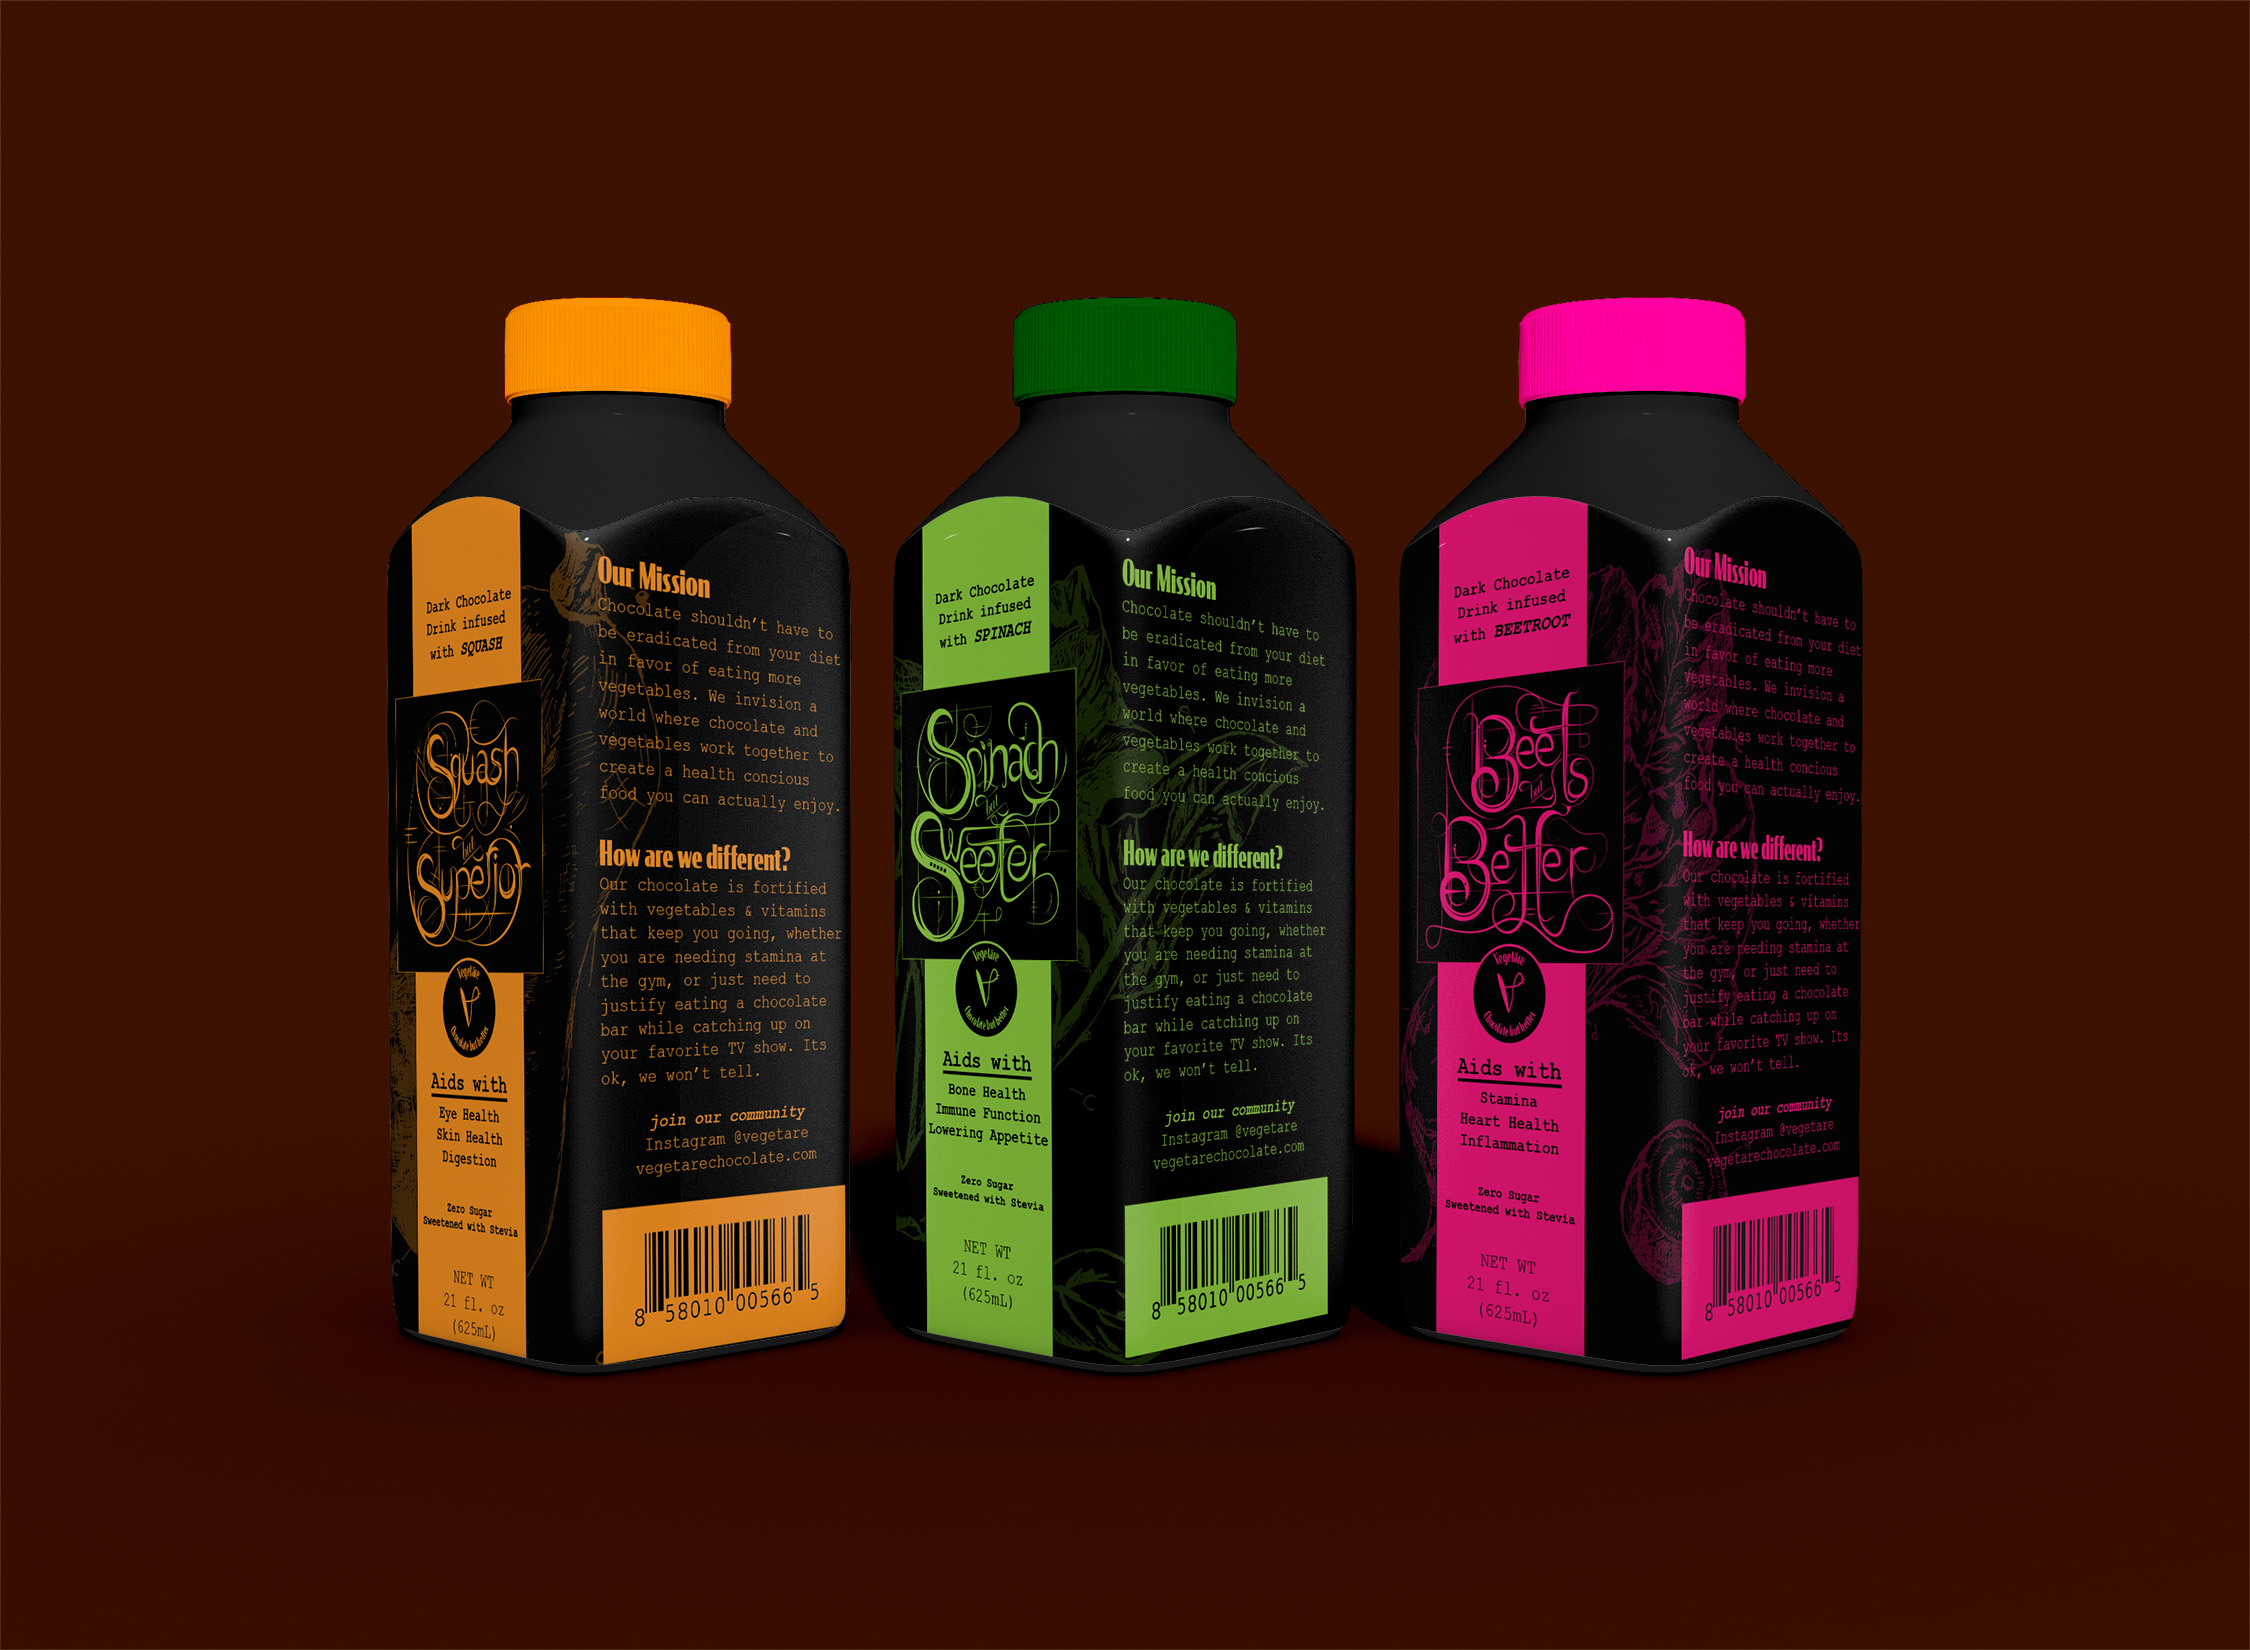 Dark Chocolate
Drink infused
with SQUASH
Squash
but
Superior
Vegetare
Chocolate but better
Aids with
Eye Health
Skin Health
Digestion
Zero Sugar
Sweetened with Stevia
NET WT
21 fl. oz
(625mL)
Our Mission
Chocolate shouldn't have to
be eradicated from your diet
in favor of eating more
vegetables. We invision a
world where chocolate and
vegetables work together to
create a health concious
food you can actually enjoy.
How are we different?
Our chocolate is fortified
with vegetables & vitamins
that keep you going, whether
you are needing stamina at
the gym, or just need to
justify eating a chocolate
bar while catching up on
your favorite TV show. Its
ok, we won't tell.
join our community
Instagram @vegetare
vegetarechocolate.com
8 58010 00566 5
Dark Chocolate
Drink infused
with SPINACH
Spinach
but
Sweeter
Vegetare
Chocolate but better
Aids with
Bone Health
Immune Function
Lowering Appetite
Zero Sugar
Sweetened with Stevia
NET WT
21 fl. oz
(625mL)
Our Mission
Chocolate shouldn't have to
be eradicated from your diet
in favor of eating more
vegetables. We invision a
world where chocolate and
vegetables work together to
create a health concious
food you can actually enjoy.
How are we different?
Our chocolate is fortified
with vegetables & vitamins
that keep you going, whether
you are needing stamina at
the gym, or just need to
justify eating a chocolate
bar while catching up on
your favorite TV show. Its
ok, we won't tell.
join our community
Instagram @vegetare
vegetarechocolate.com
8 58010 00566 5
Dark Chocolate
Drink infused
with BEETROOT
Beets
but
Better
Vegetare
Chocolate but better
Aids with
Stamina
Heart Health
Inflammation
Zero Sugar
Sweetened with Stevia
NET WT
21 fl. oz
(625mL)
Our Mission
Chocolate shouldn't have to
be eradicated from your diet
in favor of eating more
vegetables. We invision a
world where chocolate and
vegetables work together to
create a health concious
food you can actually enjoy.
How are we different?
Our chocolate is fortified
with vegetables & vitamins
that keep you going, whether
you are needing stamina at
the gym, or just need to
justify eating a chocolate
bar while catching up on
your favorite TV show. Its
ok, we won't tell.
join our community
Instagram @vegetare
vegetarechocolate.com
8 58010 00566 5